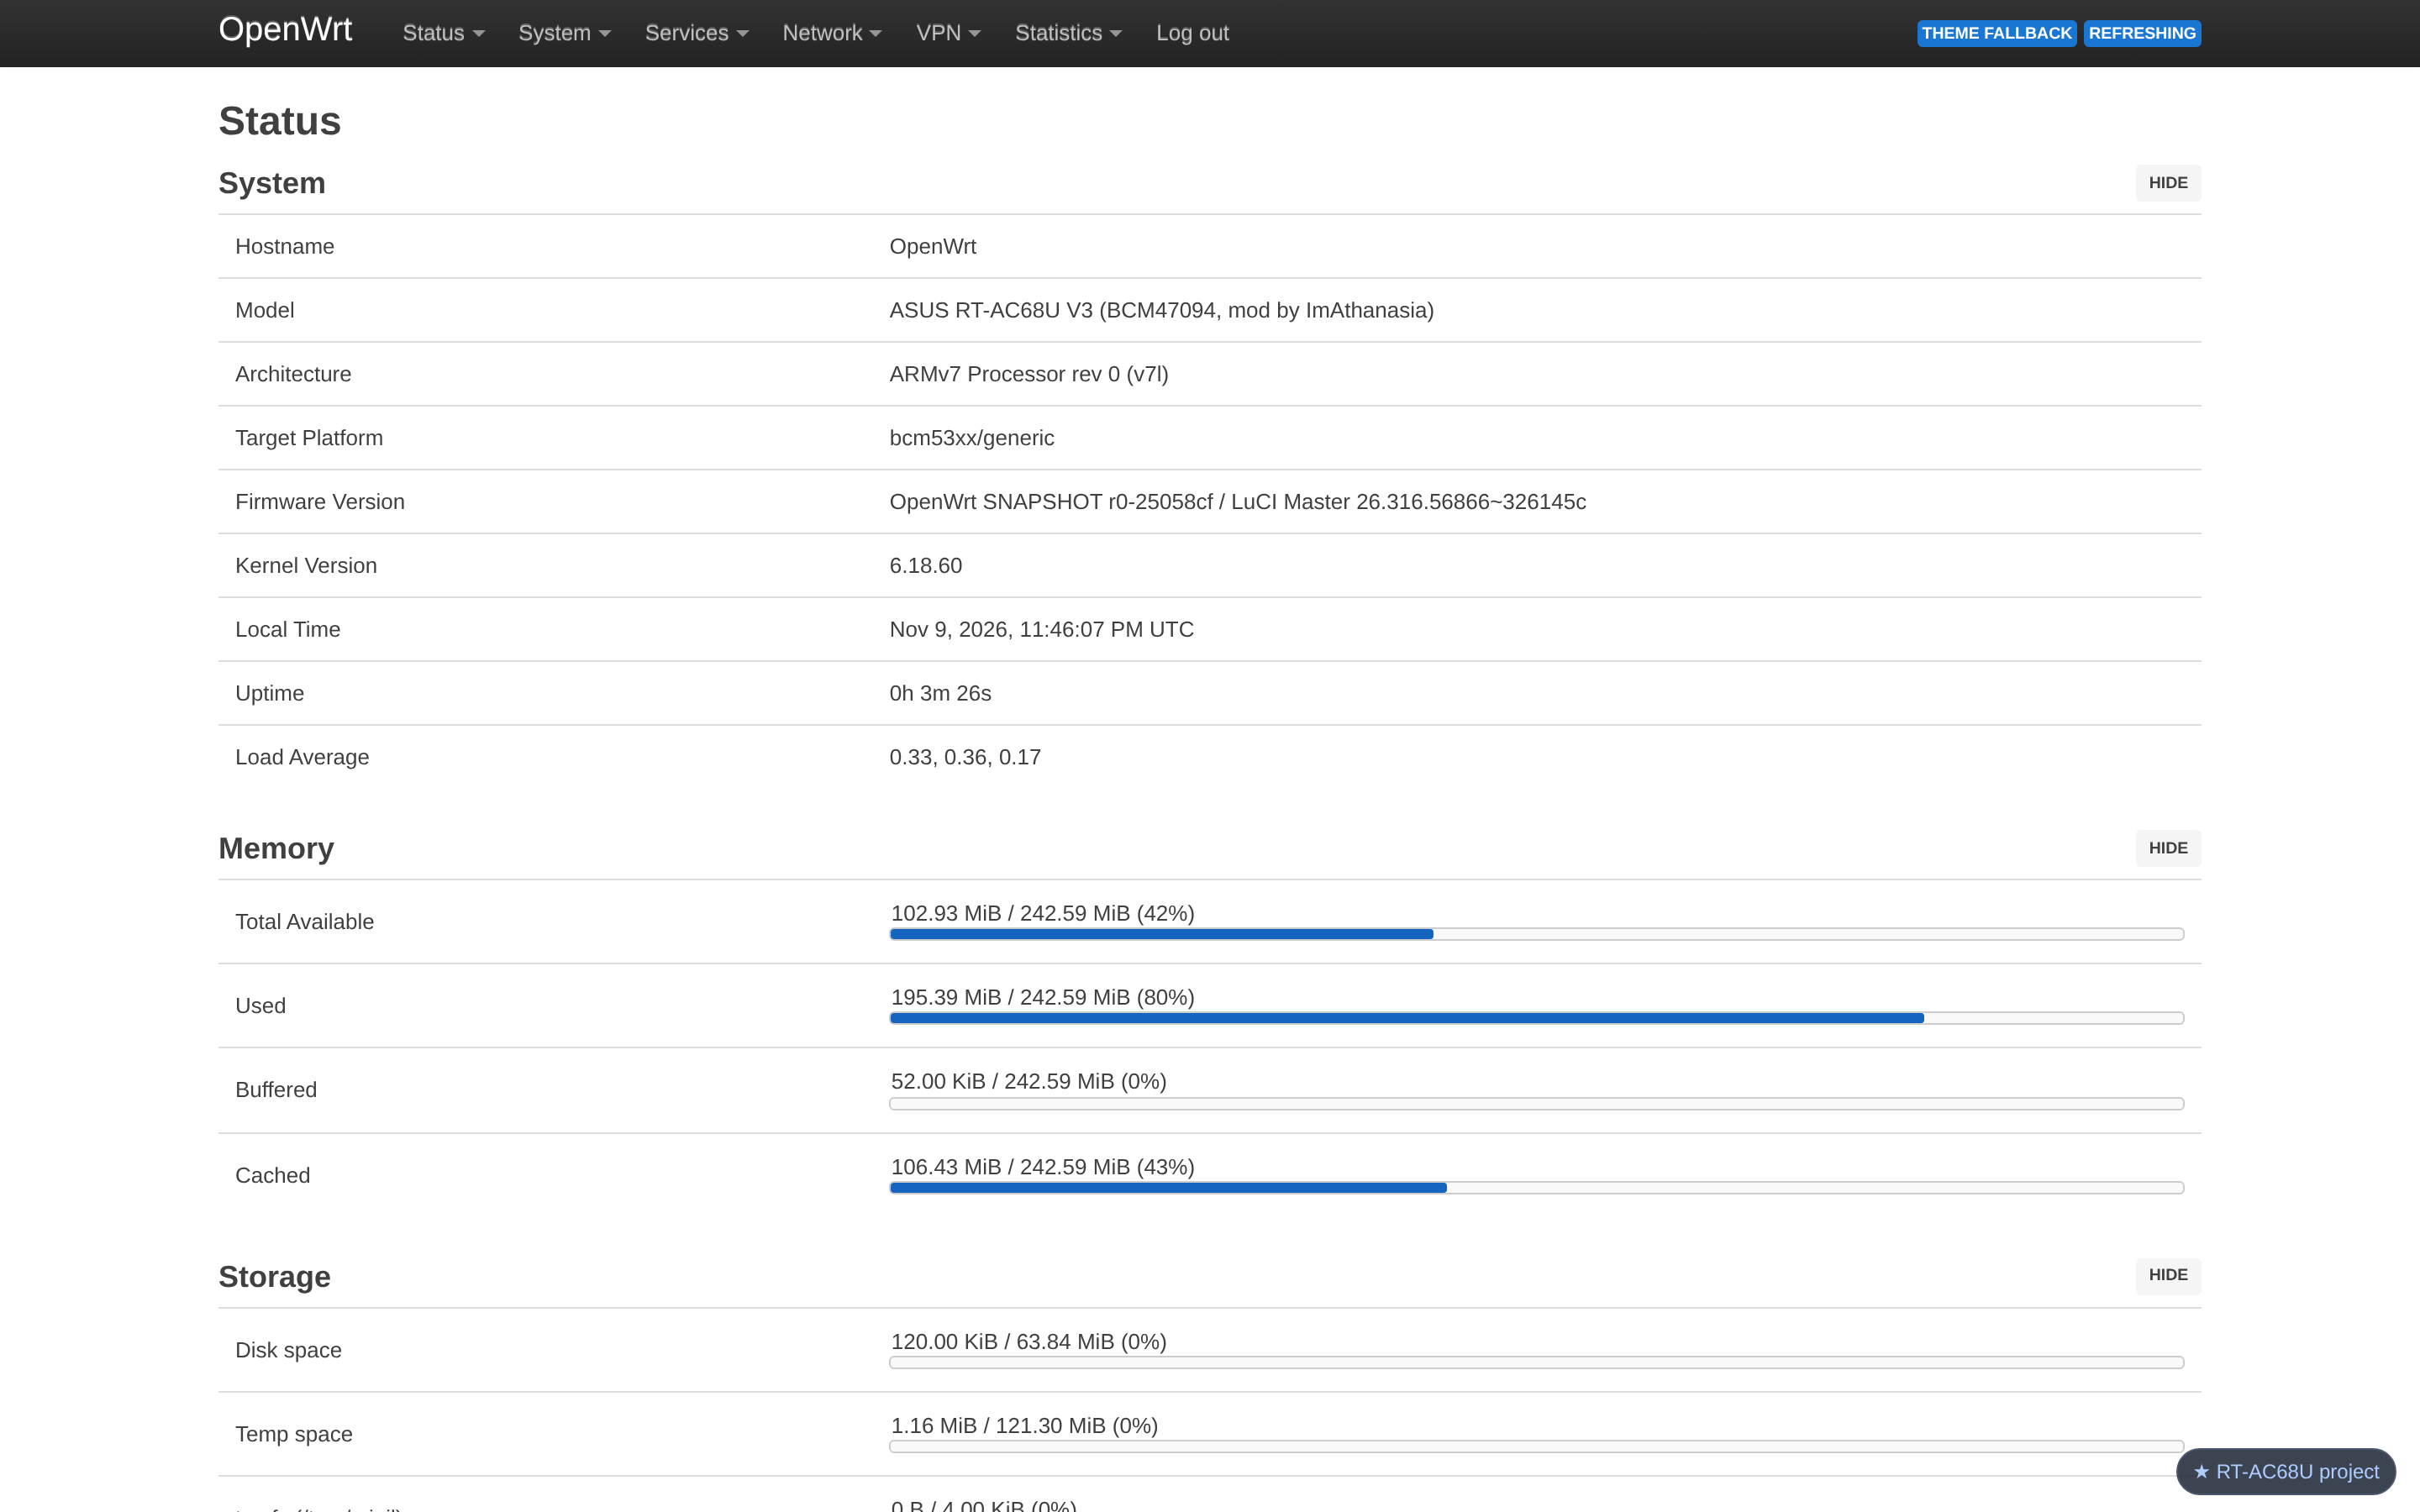 OpenWrt Status System Services Network VPN Statistics Log out THEME FALLBACK REFRESHING
Status
System HIDE
Hostname OpenWrt
Model ASUS RT-AC68U V3 (BCM47094, mod by ImAthanasia)
Architecture ARMv7 Processor rev 0 (v7l)
Target Platform bcm53xx/generic
Firmware Version OpenWrt SNAPSHOT r0-25058cf / LuCI Master 26.316.56866~326145c
Kernel Version 6.18.60
Local Time Nov 9, 2026, 11:46:07 PM UTC
Uptime 0h 3m 26s
Load Average 0.33, 0.36, 0.17
Memory HIDE
Total Available 102.93 MiB / 242.59 MiB (42%)
Used 195.39 MiB / 242.59 MiB (80%)
Buffered 52.00 KiB / 242.59 MiB (0%)
Cached 106.43 MiB / 242.59 MiB (43%)
Storage HIDE
Disk space 120.00 KiB / 63.84 MiB (0%)
Temp space 1.16 MiB / 121.30 MiB (0%)
★ RT-AC68U project
0 B / 4.00 KiB (0%)